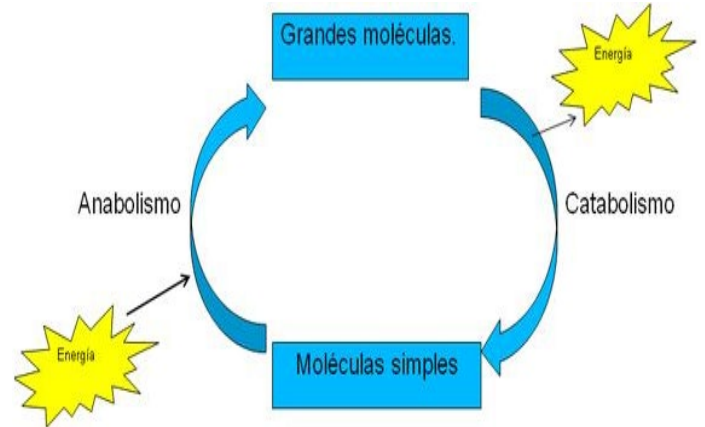 Grandes moléculas.
Energía
Anabolismo
Catabolismo
Energía
Moléculas simples